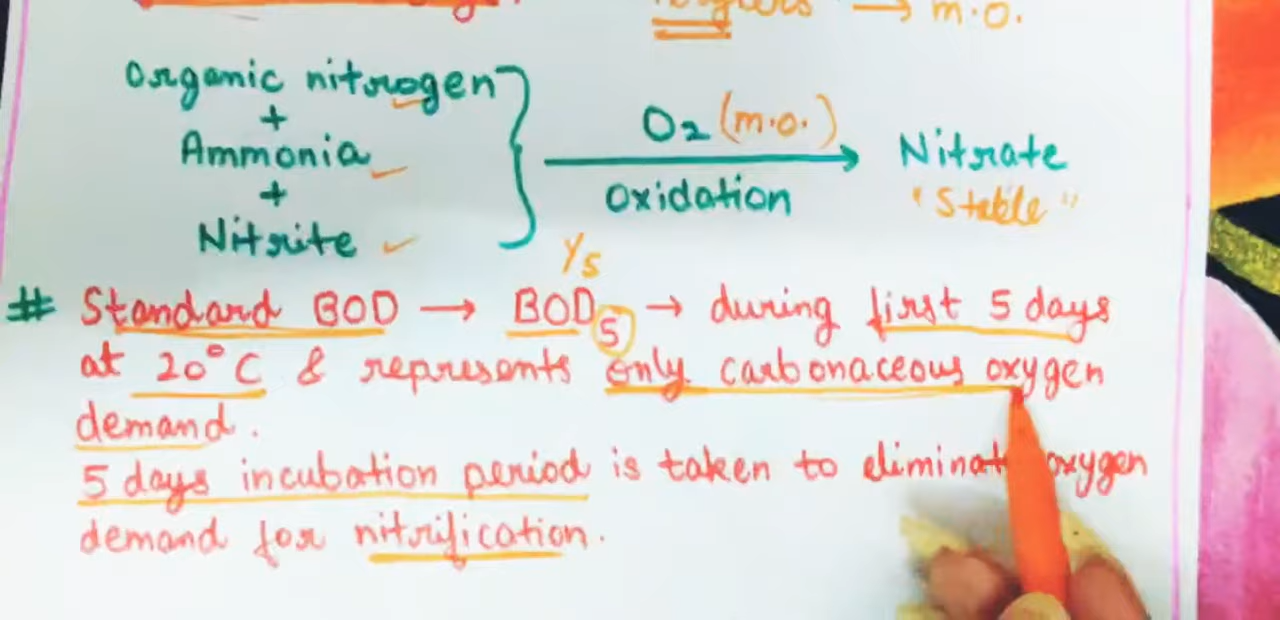 → m.o.
Organic nitrogen
+
Ammonia
+
Nitrite
O2 (m.o.)
Oxidation
Nitrate
"Stable"
Y5
# Standard BOD → BOD5 → during first 5 days
at 20°C & represents only carbonaceous oxygen
demand.
5 days incubation period is taken to eliminat oxygen
demand for nitrification.